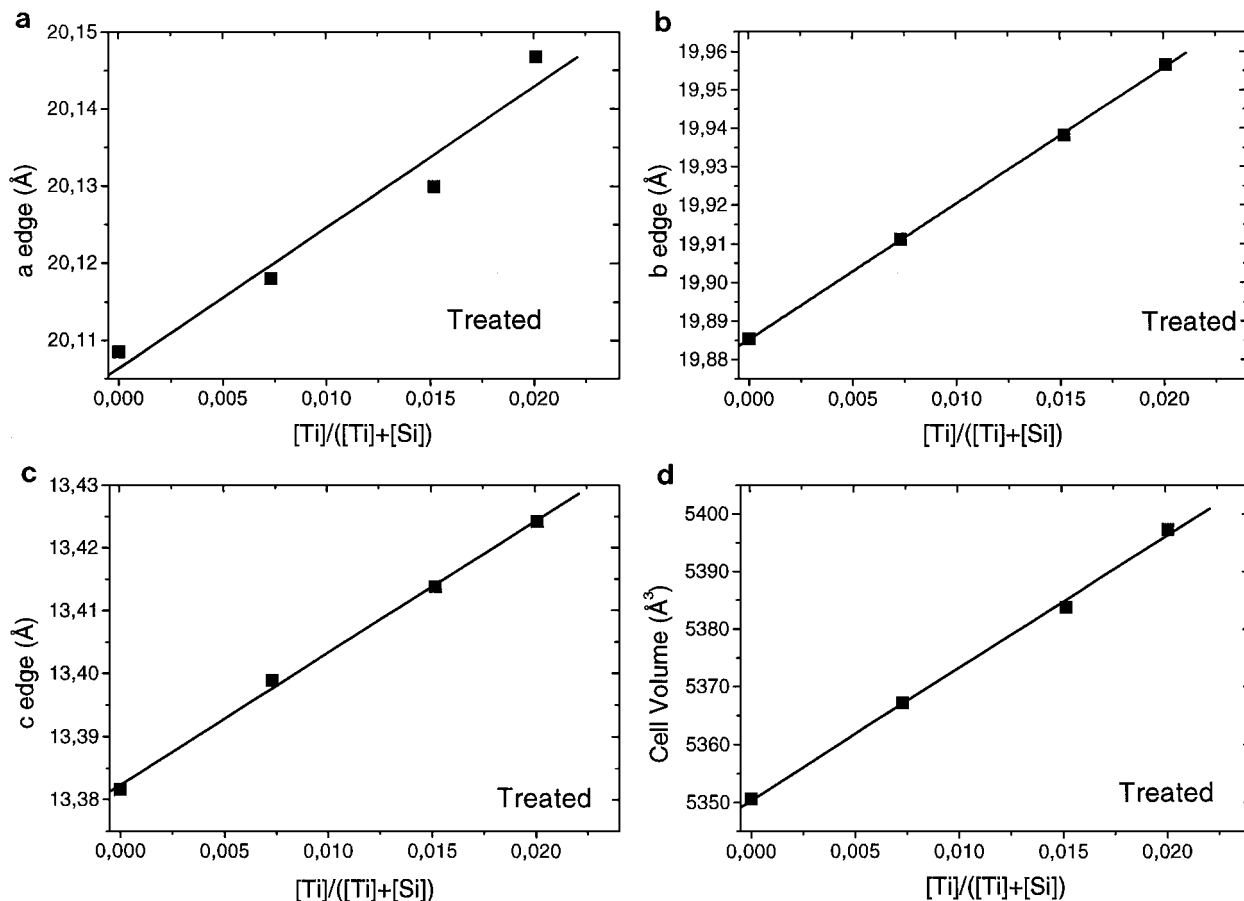 a
20,15
20,14
20,13
20,12
20,11
a edge (Å)
Treated
0,000 0,005 0,010 0,015 0,020
[Ti]/([Ti]+[Si])
b
19,96
19,95
19,94
19,93
19,92
19,91
19,90
19,89
19,88
b edge (Å)
Treated
0,000 0,005 0,010 0,015 0,020
[Ti]/([Ti]+[Si])
c
13,43
13,42
13,41
13,40
13,39
13,38
c edge (Å)
Treated
0,000 0,005 0,010 0,015 0,020
[Ti]/([Ti]+[Si])
d
5400
5390
5380
5370
5360
5350
Cell Volume (Å³)
Treated
0,000 0,005 0,010 0,015 0,020
[Ti]/([Ti]+[Si])